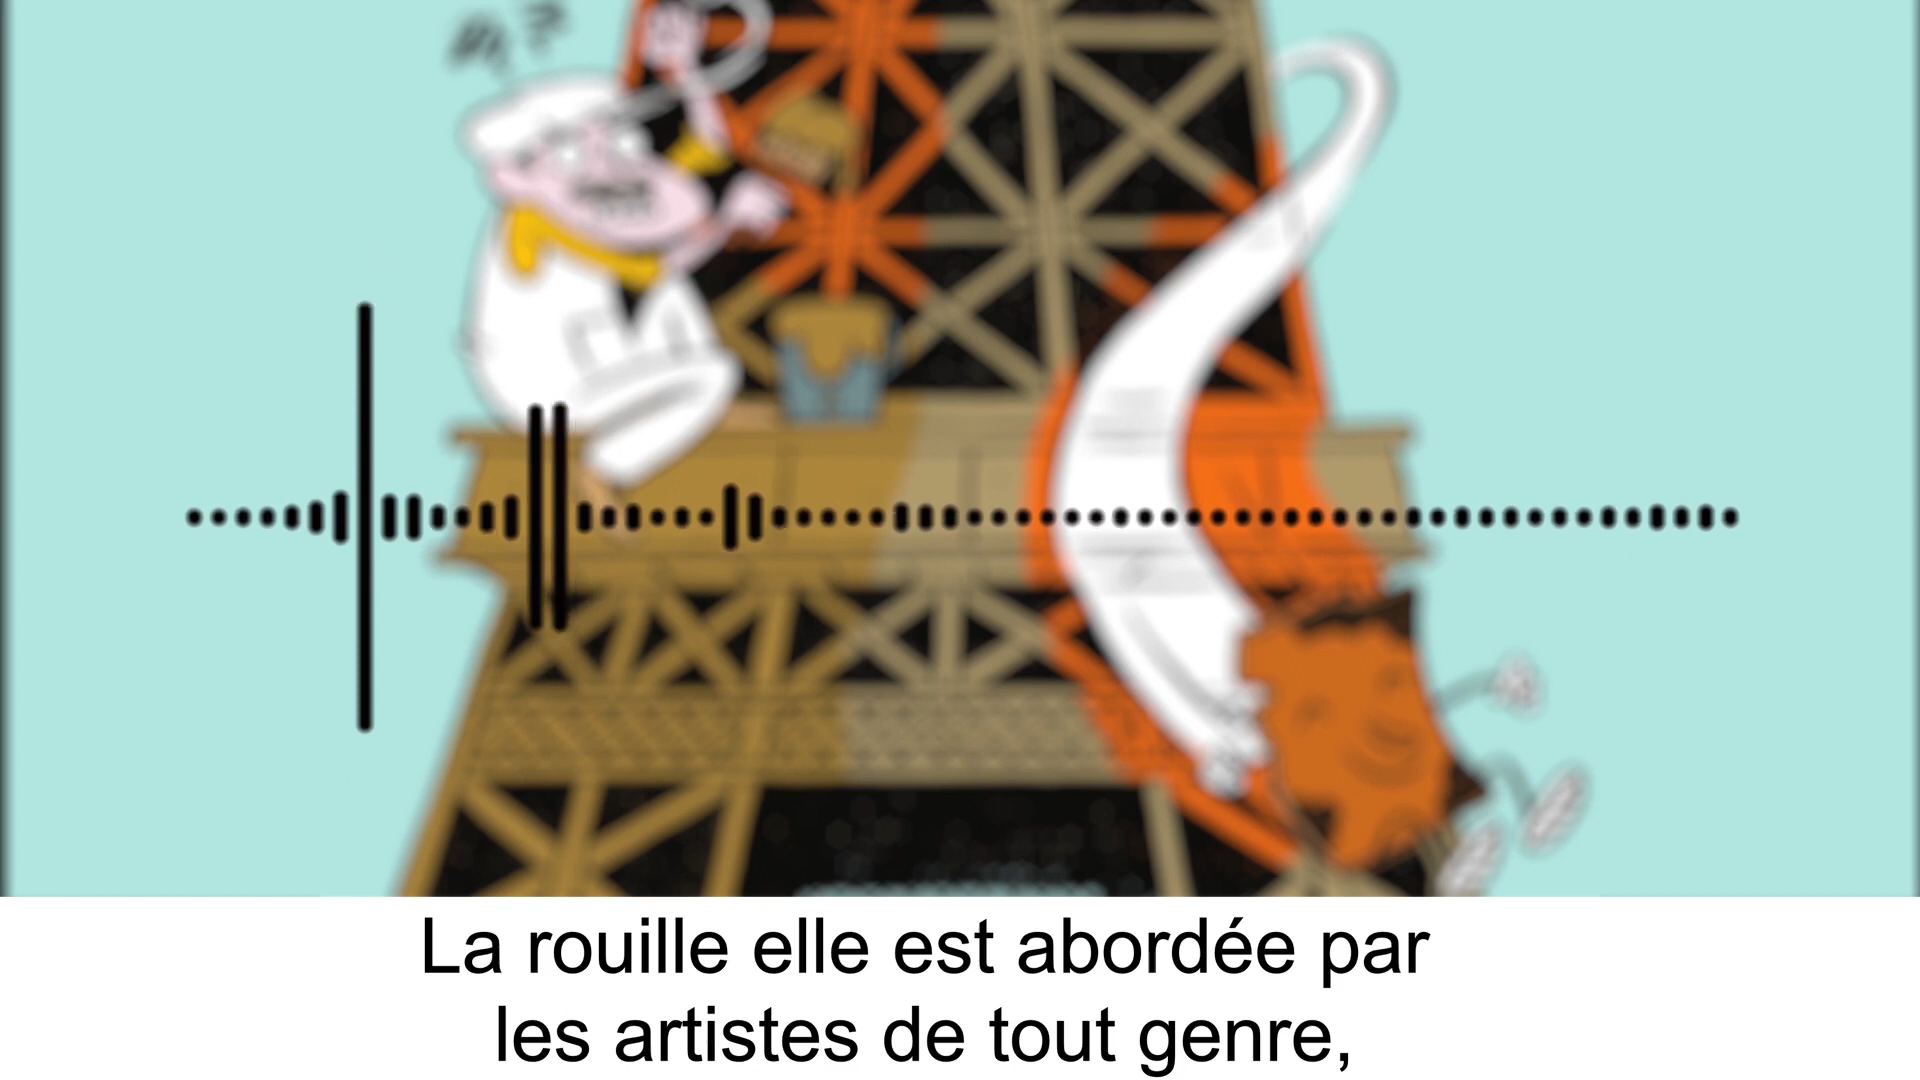 La rouille elle est abordée par
les artistes de tout genre,